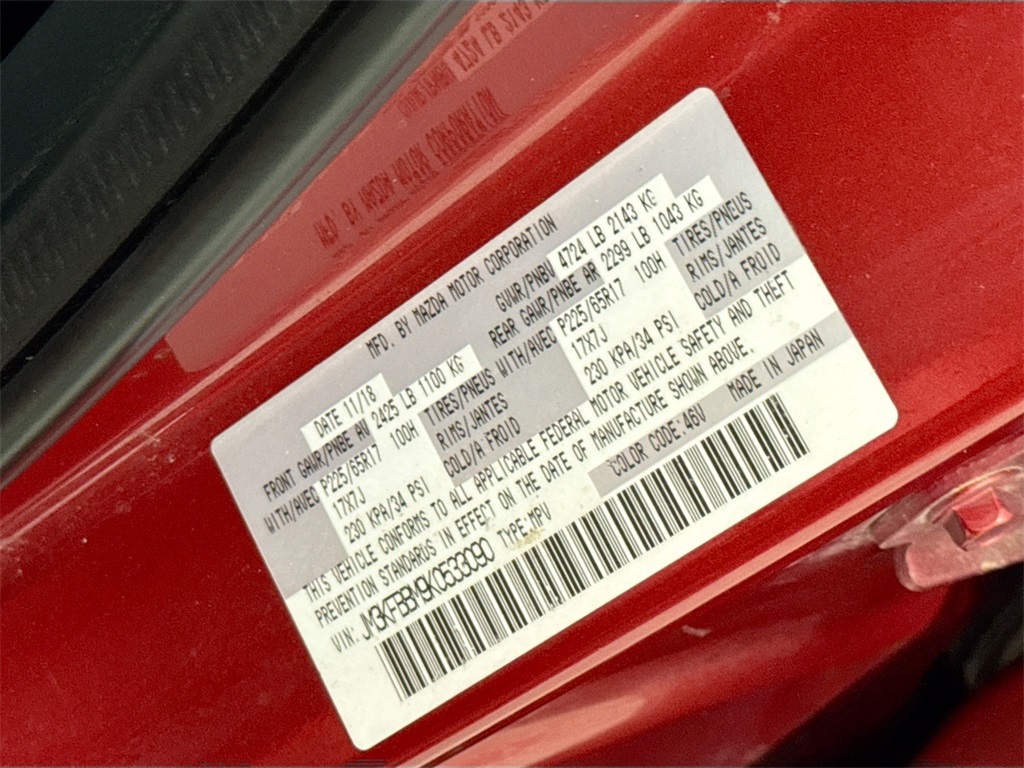 MFD. BY MAZDA MOTOR CORPORATION
DATE 11/18 GVWR/PNBV 4724 LB 2143 KG
FRONT GAWR/PNBE AV 2425 LB 1100 KG REAR GAWR/PNBE AR 2299 LB 1043 KG
WITH/AVEC P225/65R17 100H TIRES/PNEUS WITH/AVEC P225/65R17 100H TIRES/PNEUS
17X7J RIMS/JANTES 17X7J RIMS/JANTES
230 KPA/34 PSI COLD/A FROID 230 KPA/34 PSI COLD/A FROID
THIS VEHICLE CONFORMS TO ALL APPLICABLE FEDERAL MOTOR VEHICLE SAFETY AND THEFT
PREVENTION STANDARDS IN EFFECT ON THE DATE OF MANUFACTURE SHOWN ABOVE.
VIN: JM3KFBBM9K0533090 TYPE:MPV COLOR CODE:46V MADE IN JAPAN